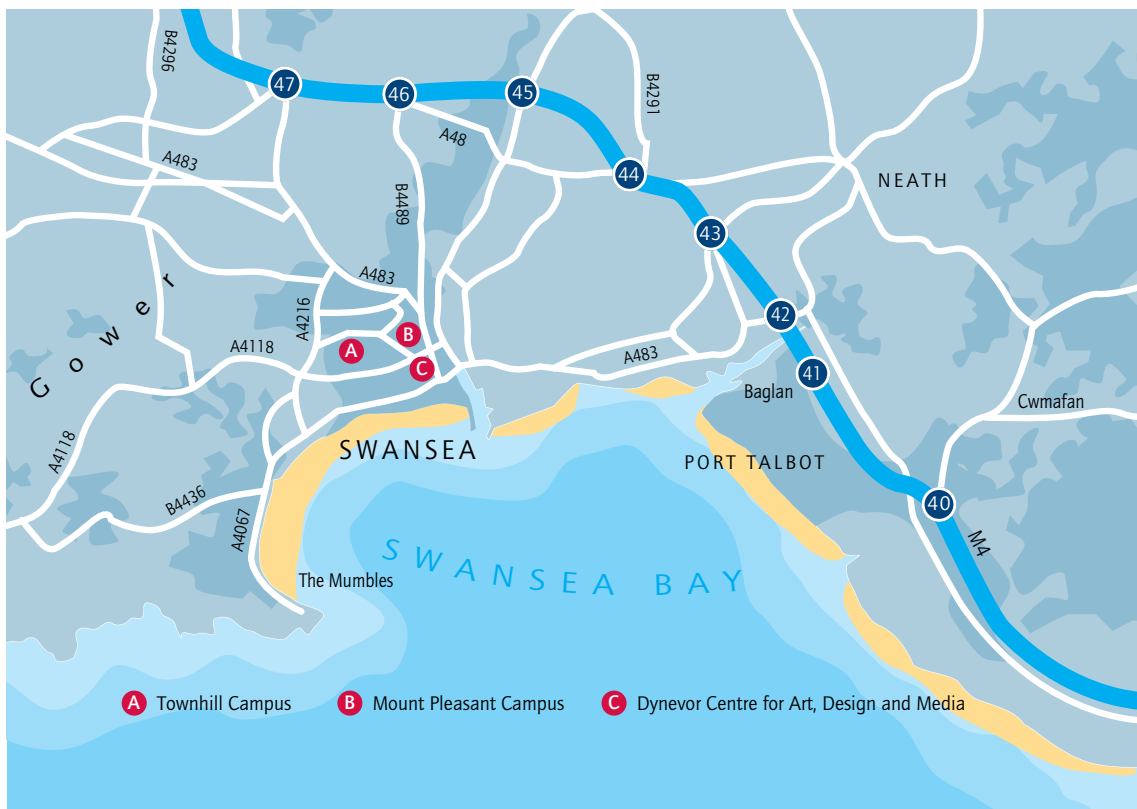 B4296
47
46
45
B4291
A48
A483
44
NEATH
B4489
43
Gower
A483
A4216
42
B
A4118
A
A483
C
41
Baglan
Cwmafan
A4118
SWANSEA
PORT TALBOT
B4436
40
A4067
M4
SWANSEA BAY
The Mumbles
A Townhill Campus
B Mount Pleasant Campus
C Dynevor Centre for Art, Design and Media